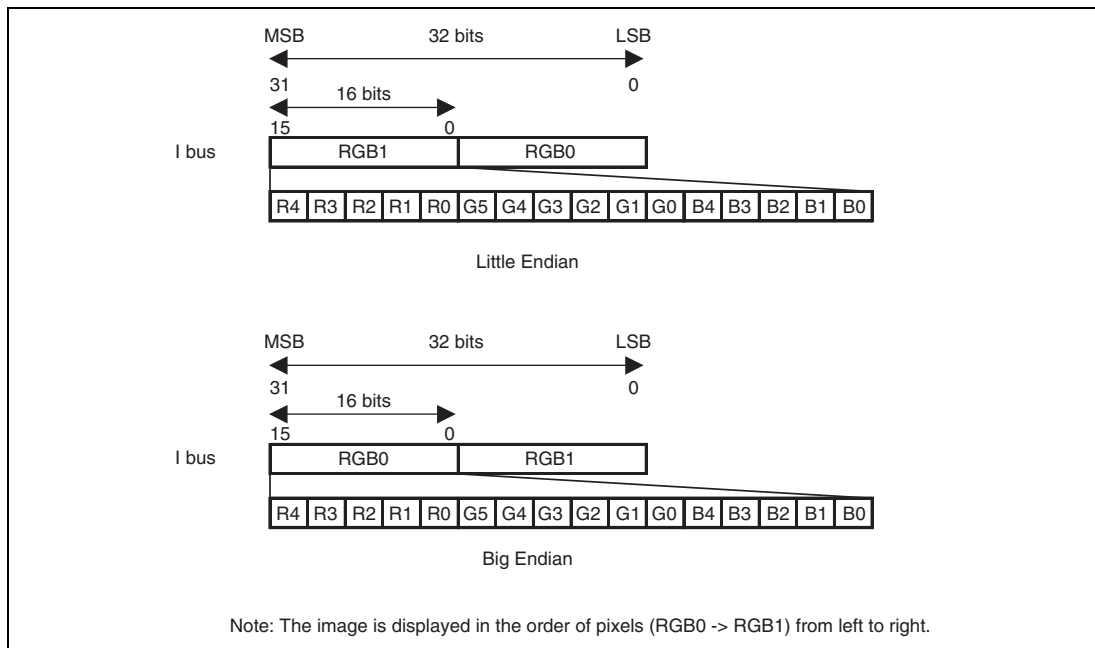 MSB 32 bits LSB
31 0
16 bits
15 0
I bus RGB1 RGB0
R4 R3 R2 R1 R0 G5 G4 G3 G2 G1 G0 B4 B3 B2 B1 B0
Little Endian
MSB 32 bits LSB
31 0
16 bits
15 0
I bus RGB0 RGB1
R4 R3 R2 R1 R0 G5 G4 G3 G2 G1 G0 B4 B3 B2 B1 B0
Big Endian
Note: The image is displayed in the order of pixels (RGB0 -> RGB1) from left to right.